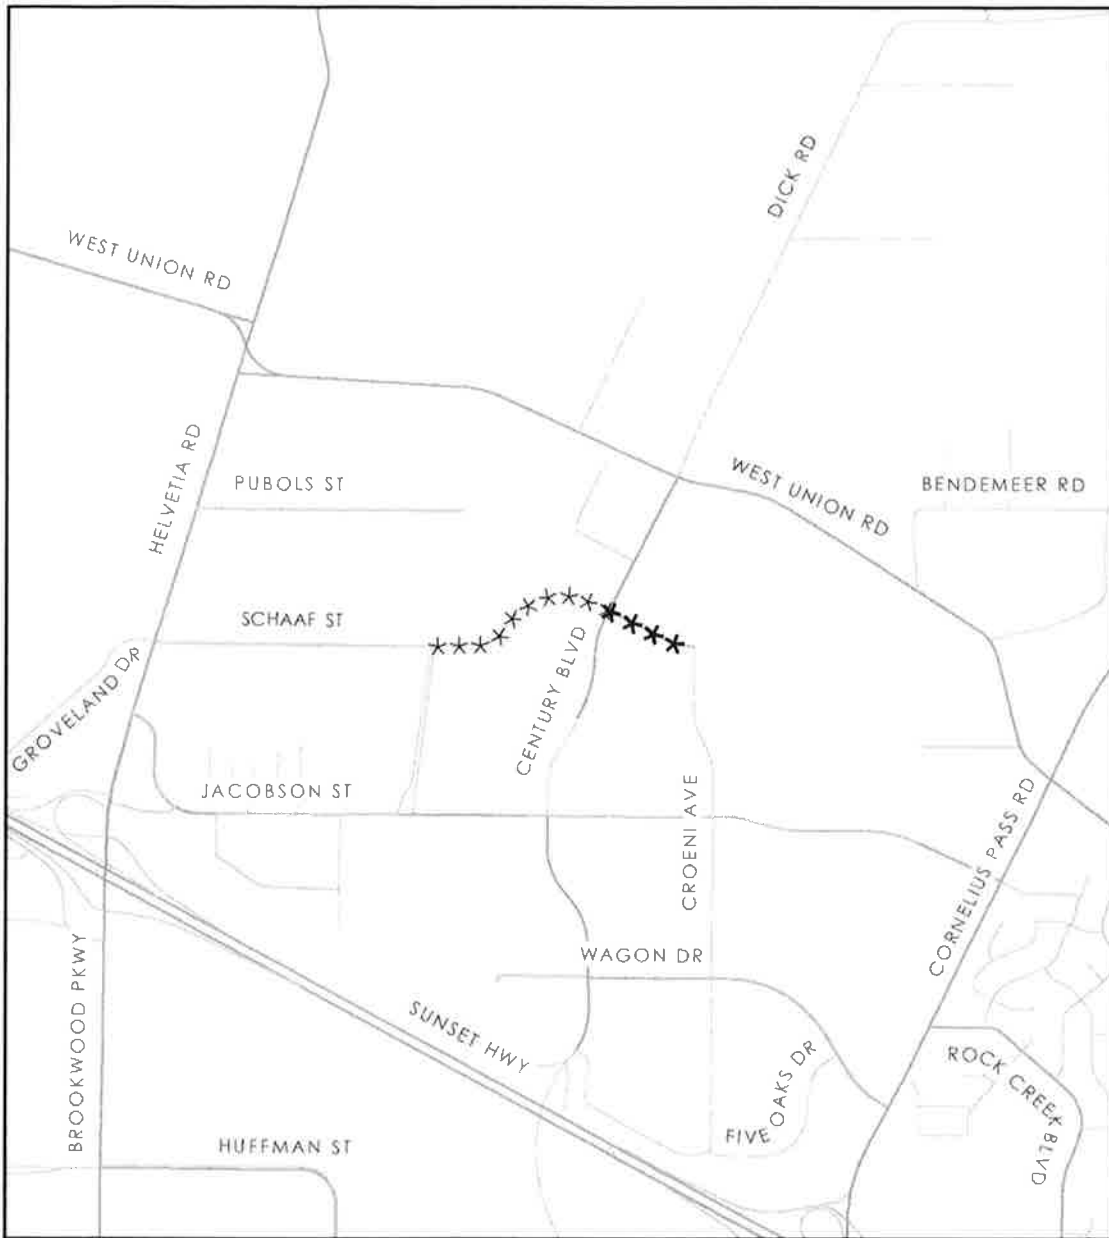 DICK RD
WEST UNION RD
HELVETIA RD
PUBOLS ST
WEST UNION RD
BENDEMEER RD
SCHAAF ST
CENTURY BLVD
GROVELAND DR
JACOBSON ST
CROENI AVE
CORNELIUS PASS RD
BROOKWOOD PKWY
WAGON DR
SUNSET HWY
FIVE OAKS DR
ROCK CREEK BLVD
HUFFMAN ST